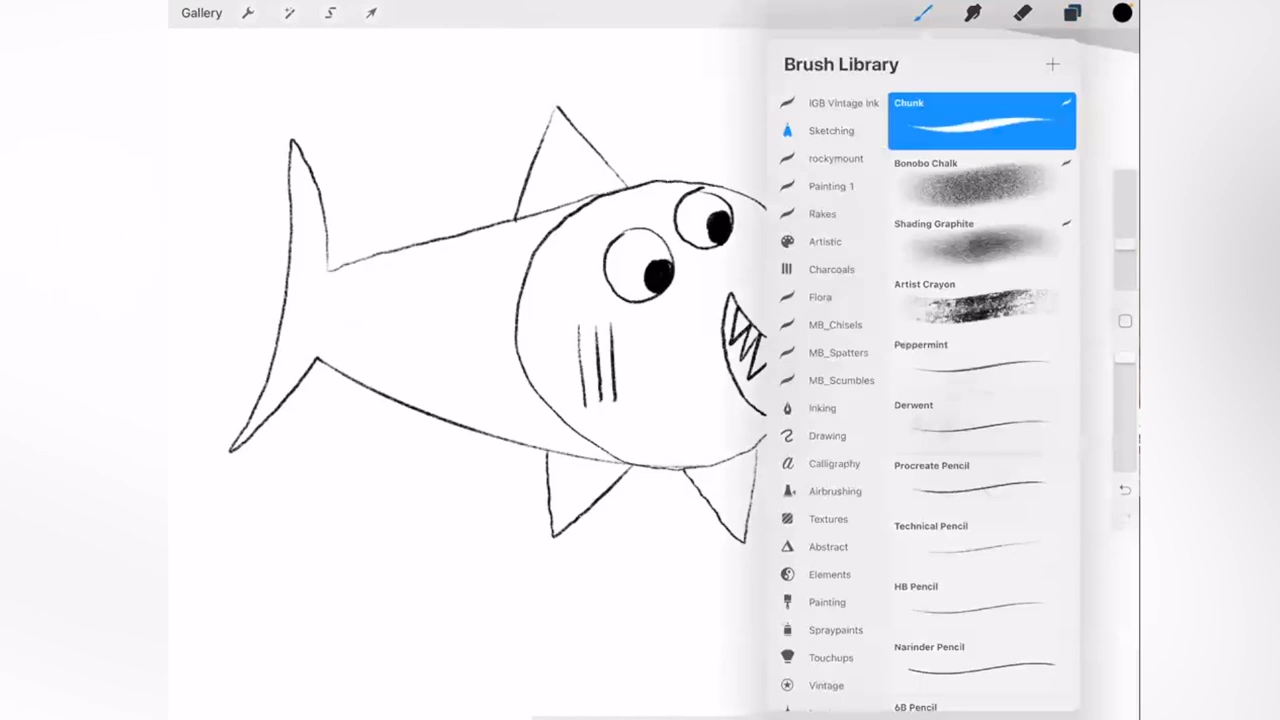 Gallery
Brush Library
IGB Vintage Ink
Sketching
rockymount
Painting 1
Rakes
Artistic
Charcoals
Flora
MB_Chisels
MB_Spatters
MB_Scumbles
Inking
Drawing
Calligraphy
Airbrushing
Textures
Abstract
Elements
Painting
Spraypaints
Touchups
Vintage
Chunk
Bonobo Chalk
Shading Graphite
Artist Crayon
Peppermint
Derwent
Procreate Pencil
Technical Pencil
HB Pencil
Narinder Pencil
6B Pencil